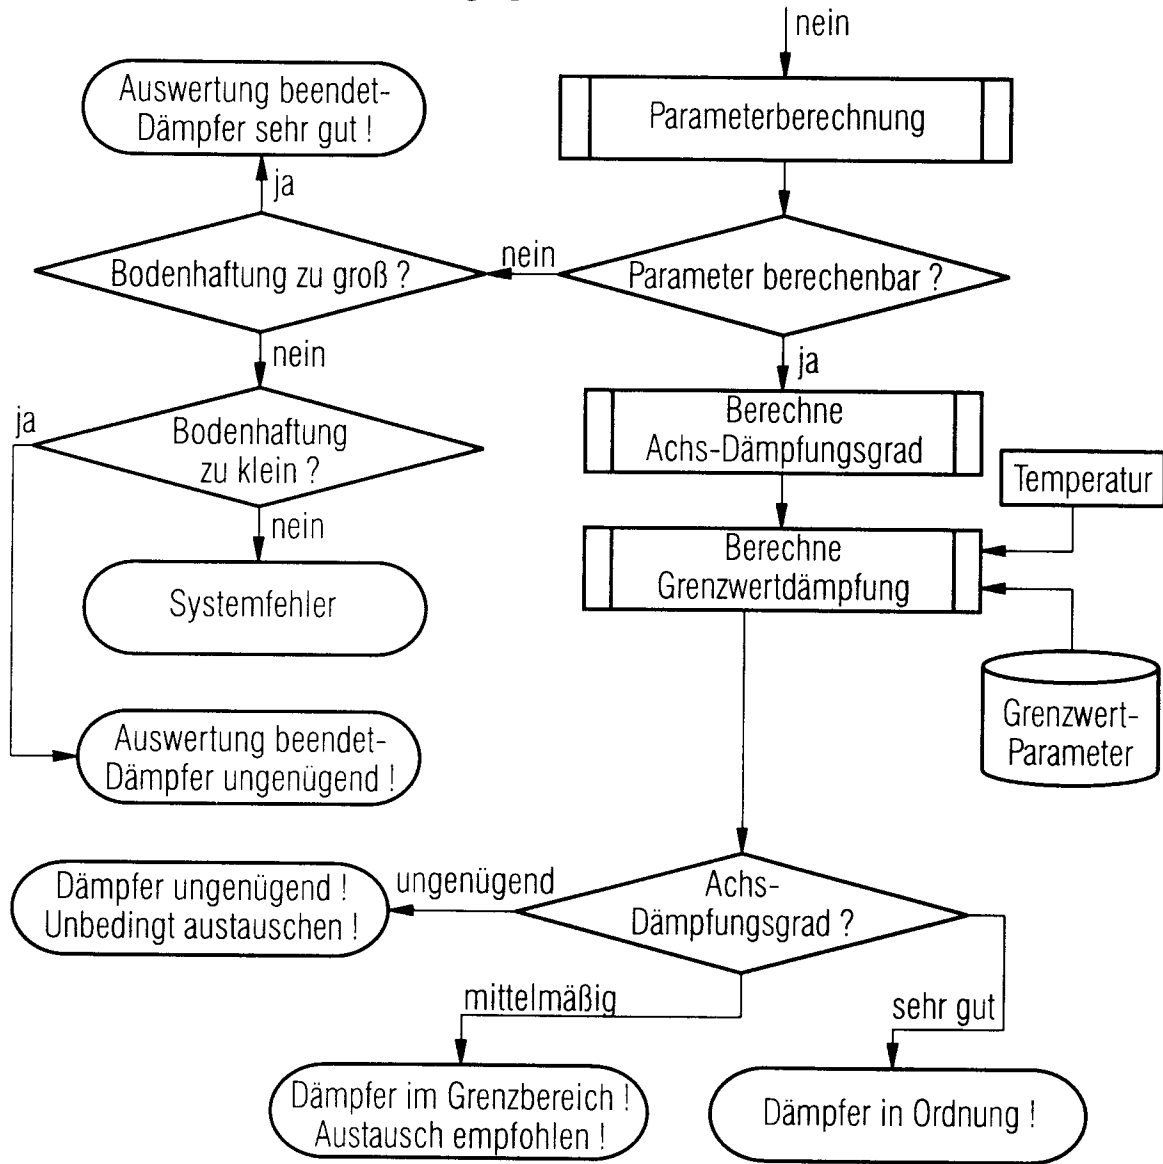 nein
Auswertung beendet-
Dämpfer sehr gut !
Parameterberechnung
ja
Bodenhaftung zu groß ?
nein
Parameter berechenbar ?
nein
ja
ja
Bodenhaftung
zu klein ?
Berechne
Achs-Dämpfungsgrad
Temperatur
nein
Berechne
Grenzwertdämpfung
Systemfehler
Grenzwert-
Parameter
Auswertung beendet-
Dämpfer ungenügend !
Dämpfer ungenügend !
Unbedingt austauschen !
ungenügend
Achs-
Dämpfungsgrad ?
mittelmäßig
sehr gut
Dämpfer im Grenzbereich !
Austausch empfohlen !
Dämpfer in Ordnung !